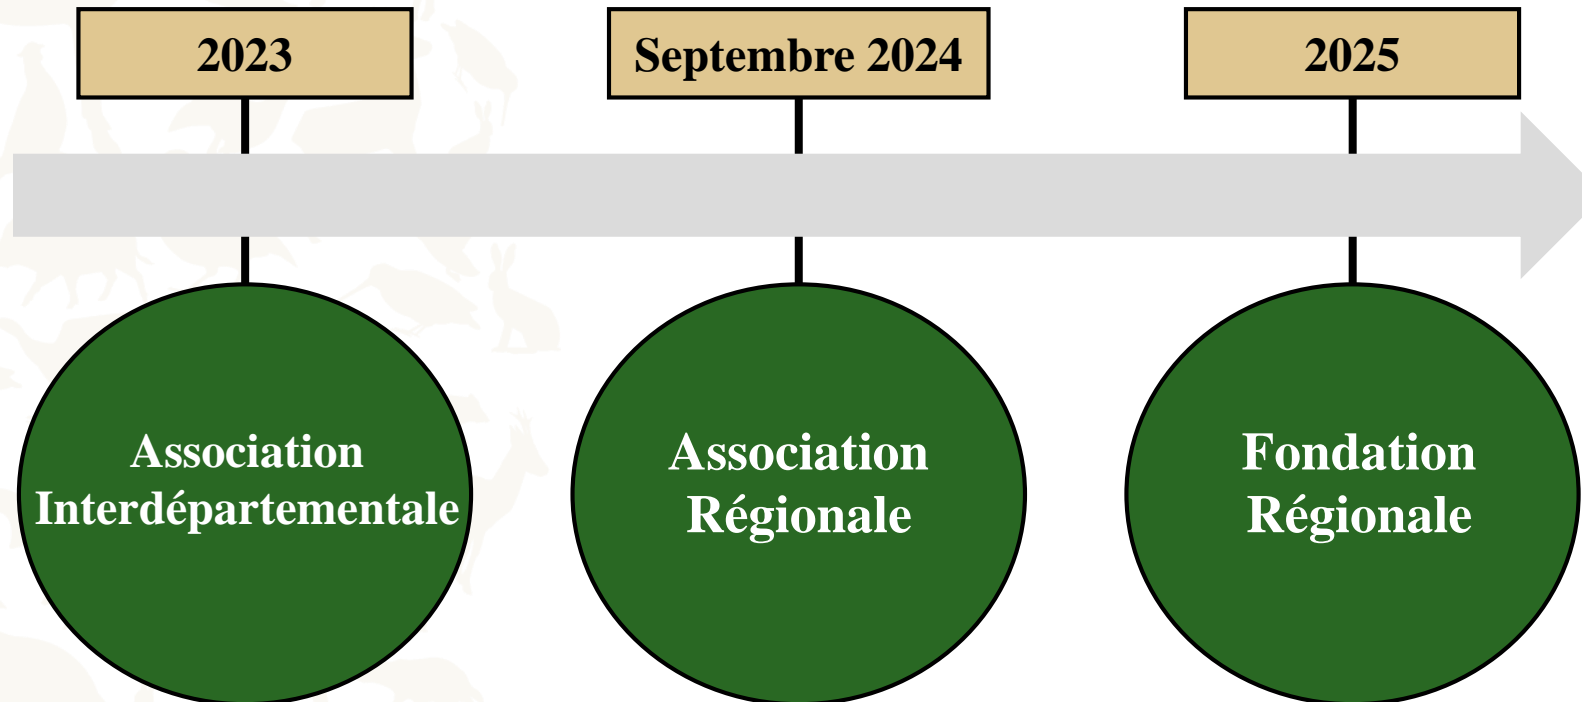 2023
Septembre 2024
2025
Association
Interdépartementale
Association
Régionale
Fondation
Régionale